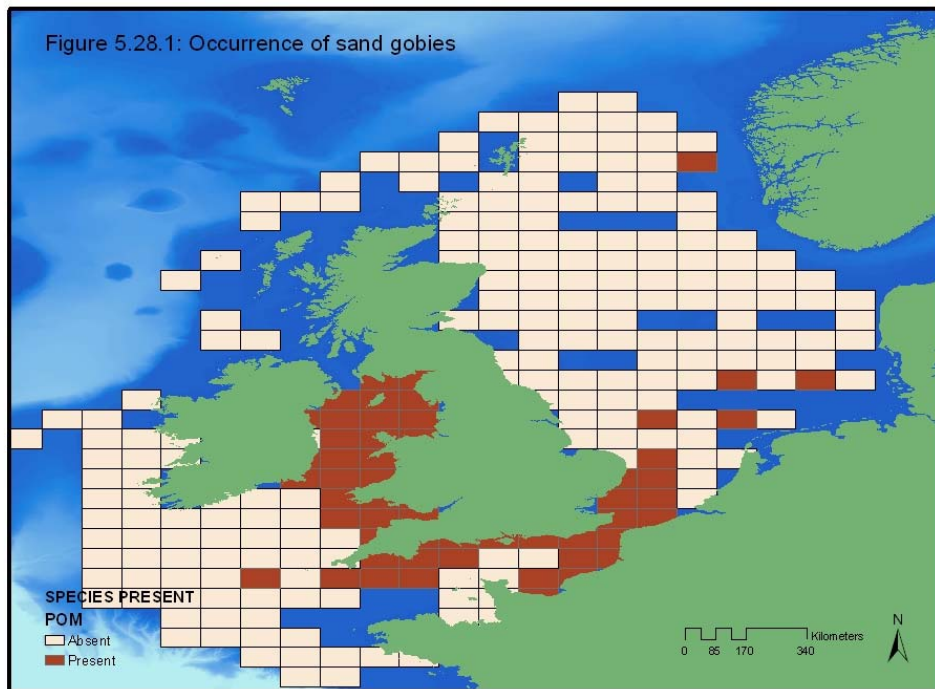 Figure 5.28.1: Occurrence of sand gobies
SPECIES PRESENT
POM
Absent
Present
N
Kilometers
0 85 170 340